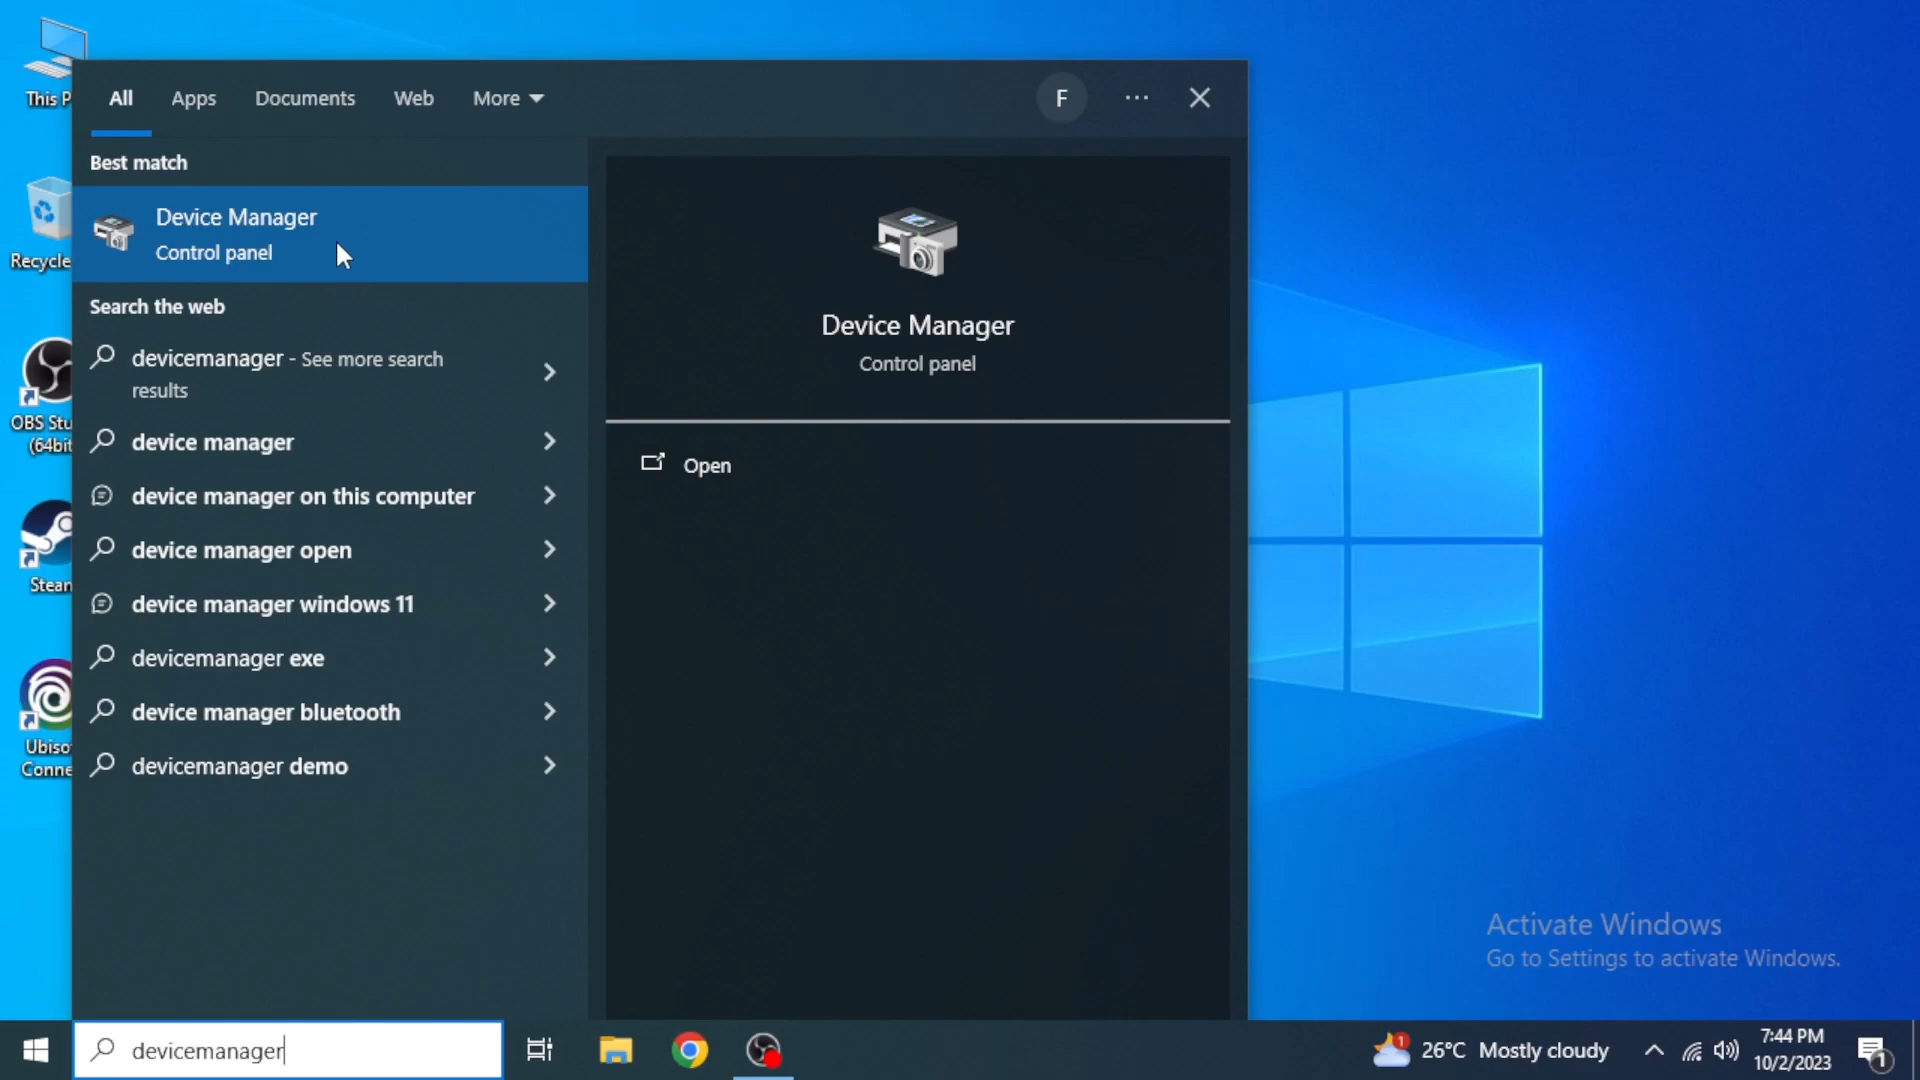 This P
Recycle
OBS Stu
(64bit
Steam
Ubiso
Conne
All
Apps
Documents
Web
More
F
Best match
Device Manager
Control panel
Search the web
devicemanager - See more search
results
device manager
device manager on this computer
device manager open
device manager windows 11
devicemanager exe
device manager bluetooth
devicemanager demo
Device Manager
Control panel
Open
Activate Windows
Go to Settings to activate Windows.
devicemanager
1
26°C Mostly cloudy
7:44 PM
10/2/2023
1